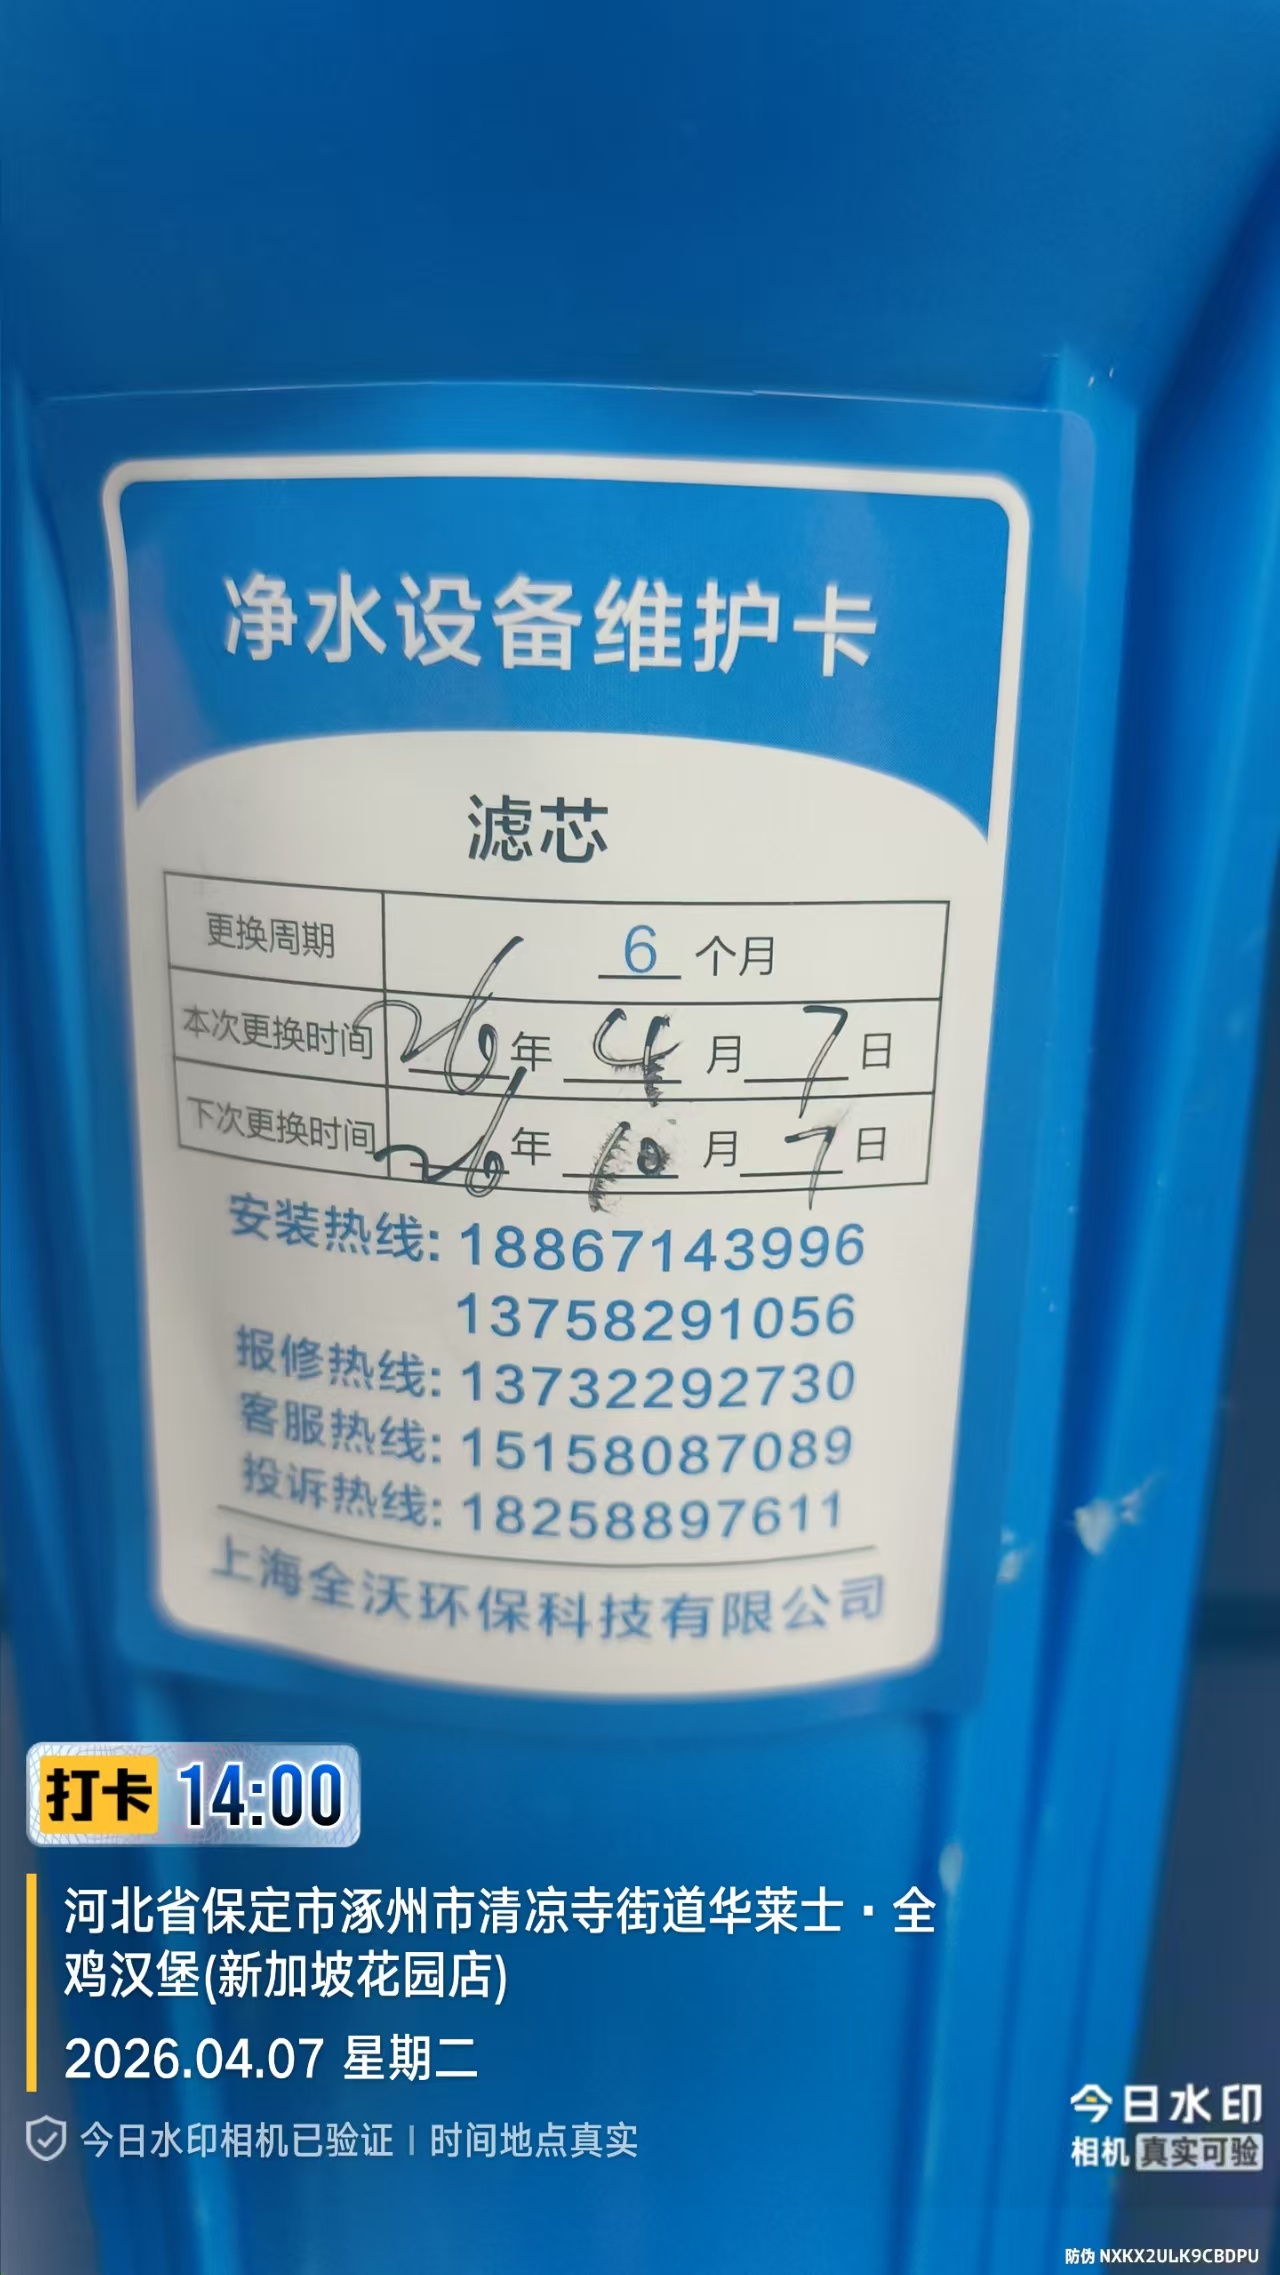 净水设备维护卡
滤芯
更换周期 6 个月
本次更换时间 26年 4 月 7 日
下次更换时间 26年 10 月 7 日
安装热线: 18867143996
13758291056
报修热线: 13732292730
客服热线: 15158087089
投诉热线: 18258897611
上海全沃环保科技有限公司
打卡 14:00
河北省保定市涿州市清凉寺街道华莱士·全
鸡汉堡(新加坡花园店)
2026.04.07 星期二
今日水印相机已验证 | 时间地点真实
今日水印
相机 真实可验
防伪 NXKX2ULK9CBDPU